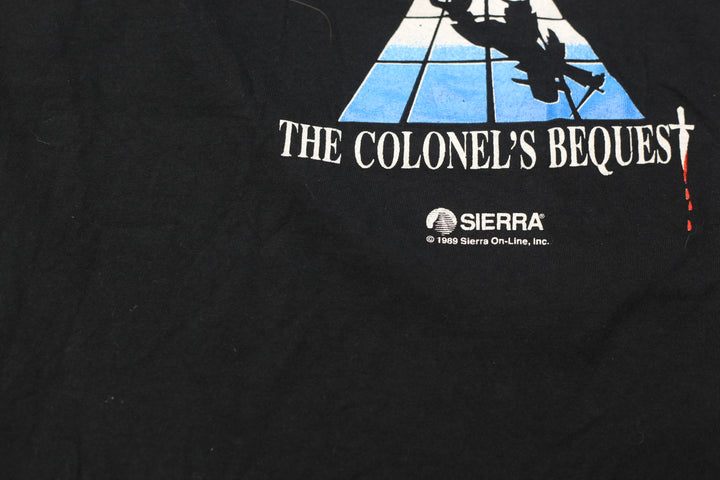 THE COLONEL'S BEQUEST
SIERRA®
© 1989 Sierra On-Line, Inc.